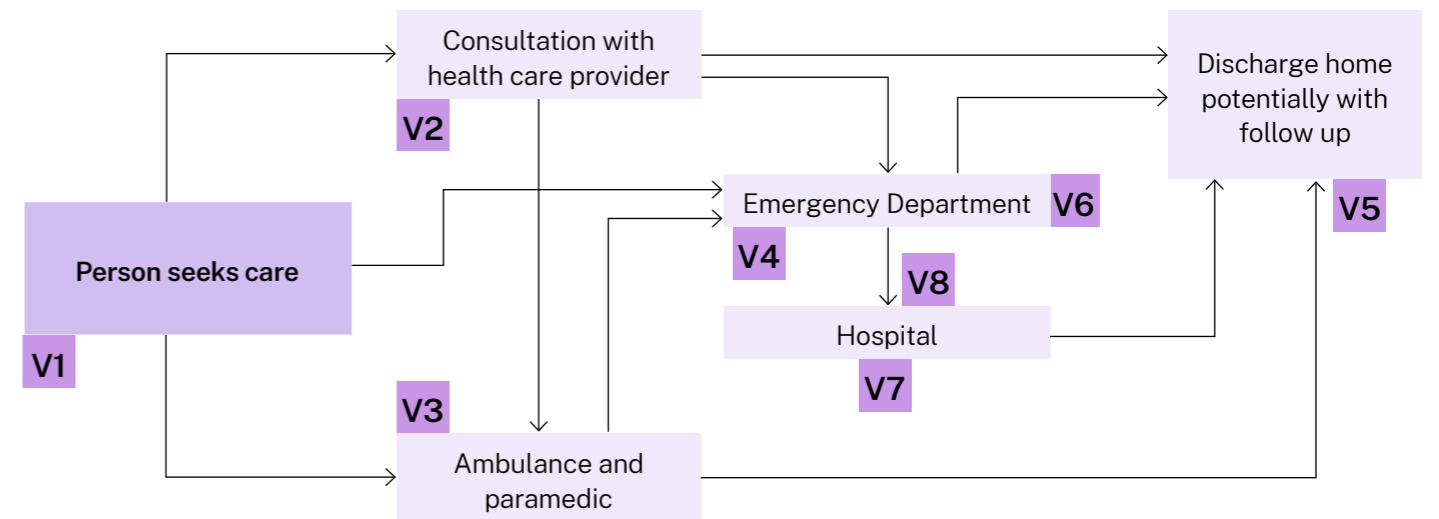 Consultation with
health care provider
V2
Discharge home
potentially with
follow up
V5
Emergency Department
V6
V4
V8
Person seeks care
V1
Hospital
V7
V3
Ambulance and
paramedic